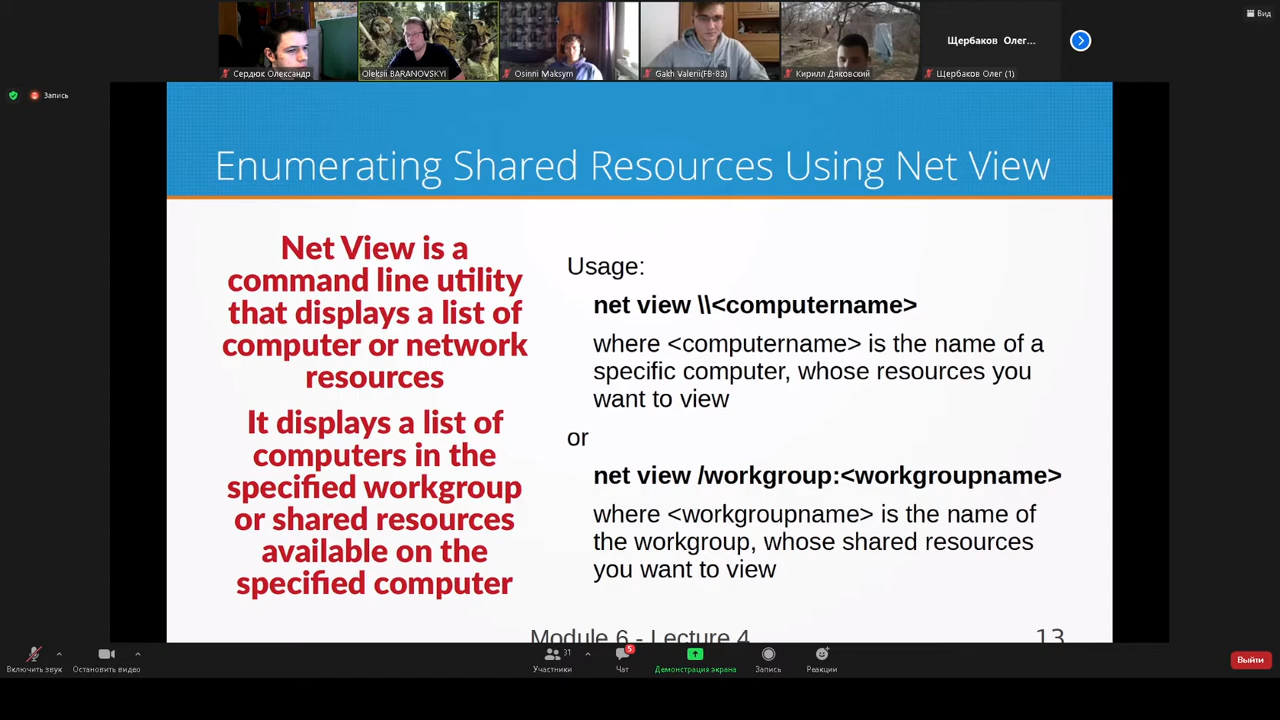 Щербаков Олег...
Вид
Сердюк Олександр
Oleksii BARANOVSKYI
Osinni Maksym
Gakh Valerii(FB-83)
Кирилл Дяковский
Щербаков Олег (1)
Запись
Enumerating Shared Resources Using Net View
Net View is a
command line utility
that displays a list of
computer or network
resources
It displays a list of
computers in the
specified workgroup
or shared resources
available on the
specified computer
Usage:
net view \\<computername>
where <computername> is the name of a
specific computer, whose resources you
want to view
or
net view /workgroup:<workgroupname>
where <workgroupname> is the name of
the workgroup, whose shared resources
you want to view
Module 6 - Lecture 4
13
31
5
Включить звук
Остановить видео
Участники
Чат
Демонстрация экрана
Запись
Реакции
Выйти